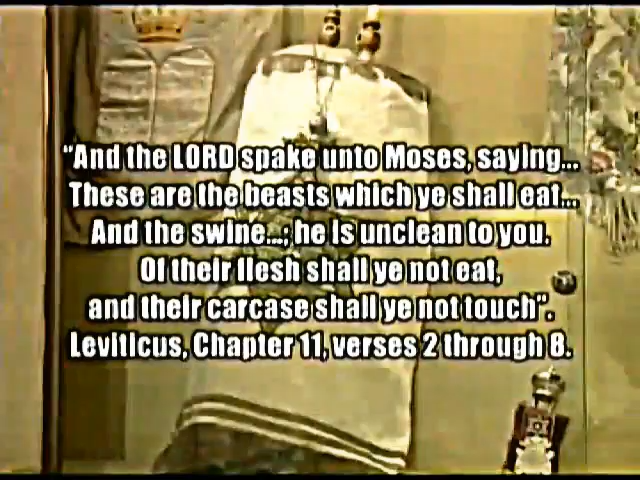 “And the LORD spake unto Moses, saying...
These are the beasts which ye shall eat...
And the swine...; he is unclean to you.
Of their flesh shall ye not eat,
and their carcase shall ye not touch”.
Leviticus, Chapter 11, verses 2 through 8.